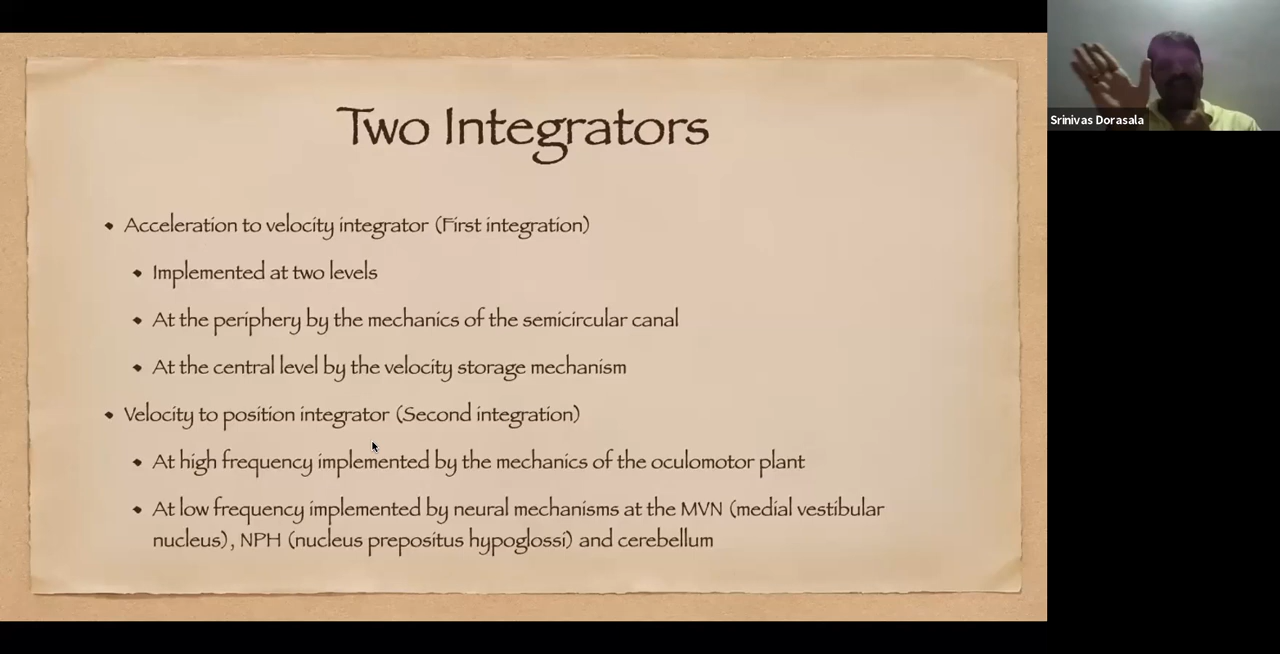 Two Integrators
Acceleration to velocity integrator (First integration)
Implemented at two levels
At the periphery by the mechanics of the semicircular canal
At the central level by the velocity storage mechanism
Velocity to position integrator (Second integration)
At high frequency implemented by the mechanics of the oculomotor plant
At low frequency implemented by neural mechanisms at the MVN (medial vestibular
nucleus), NPH (nucleus prepositus hypoglossi) and cerebellum
Srinivas Dorasala